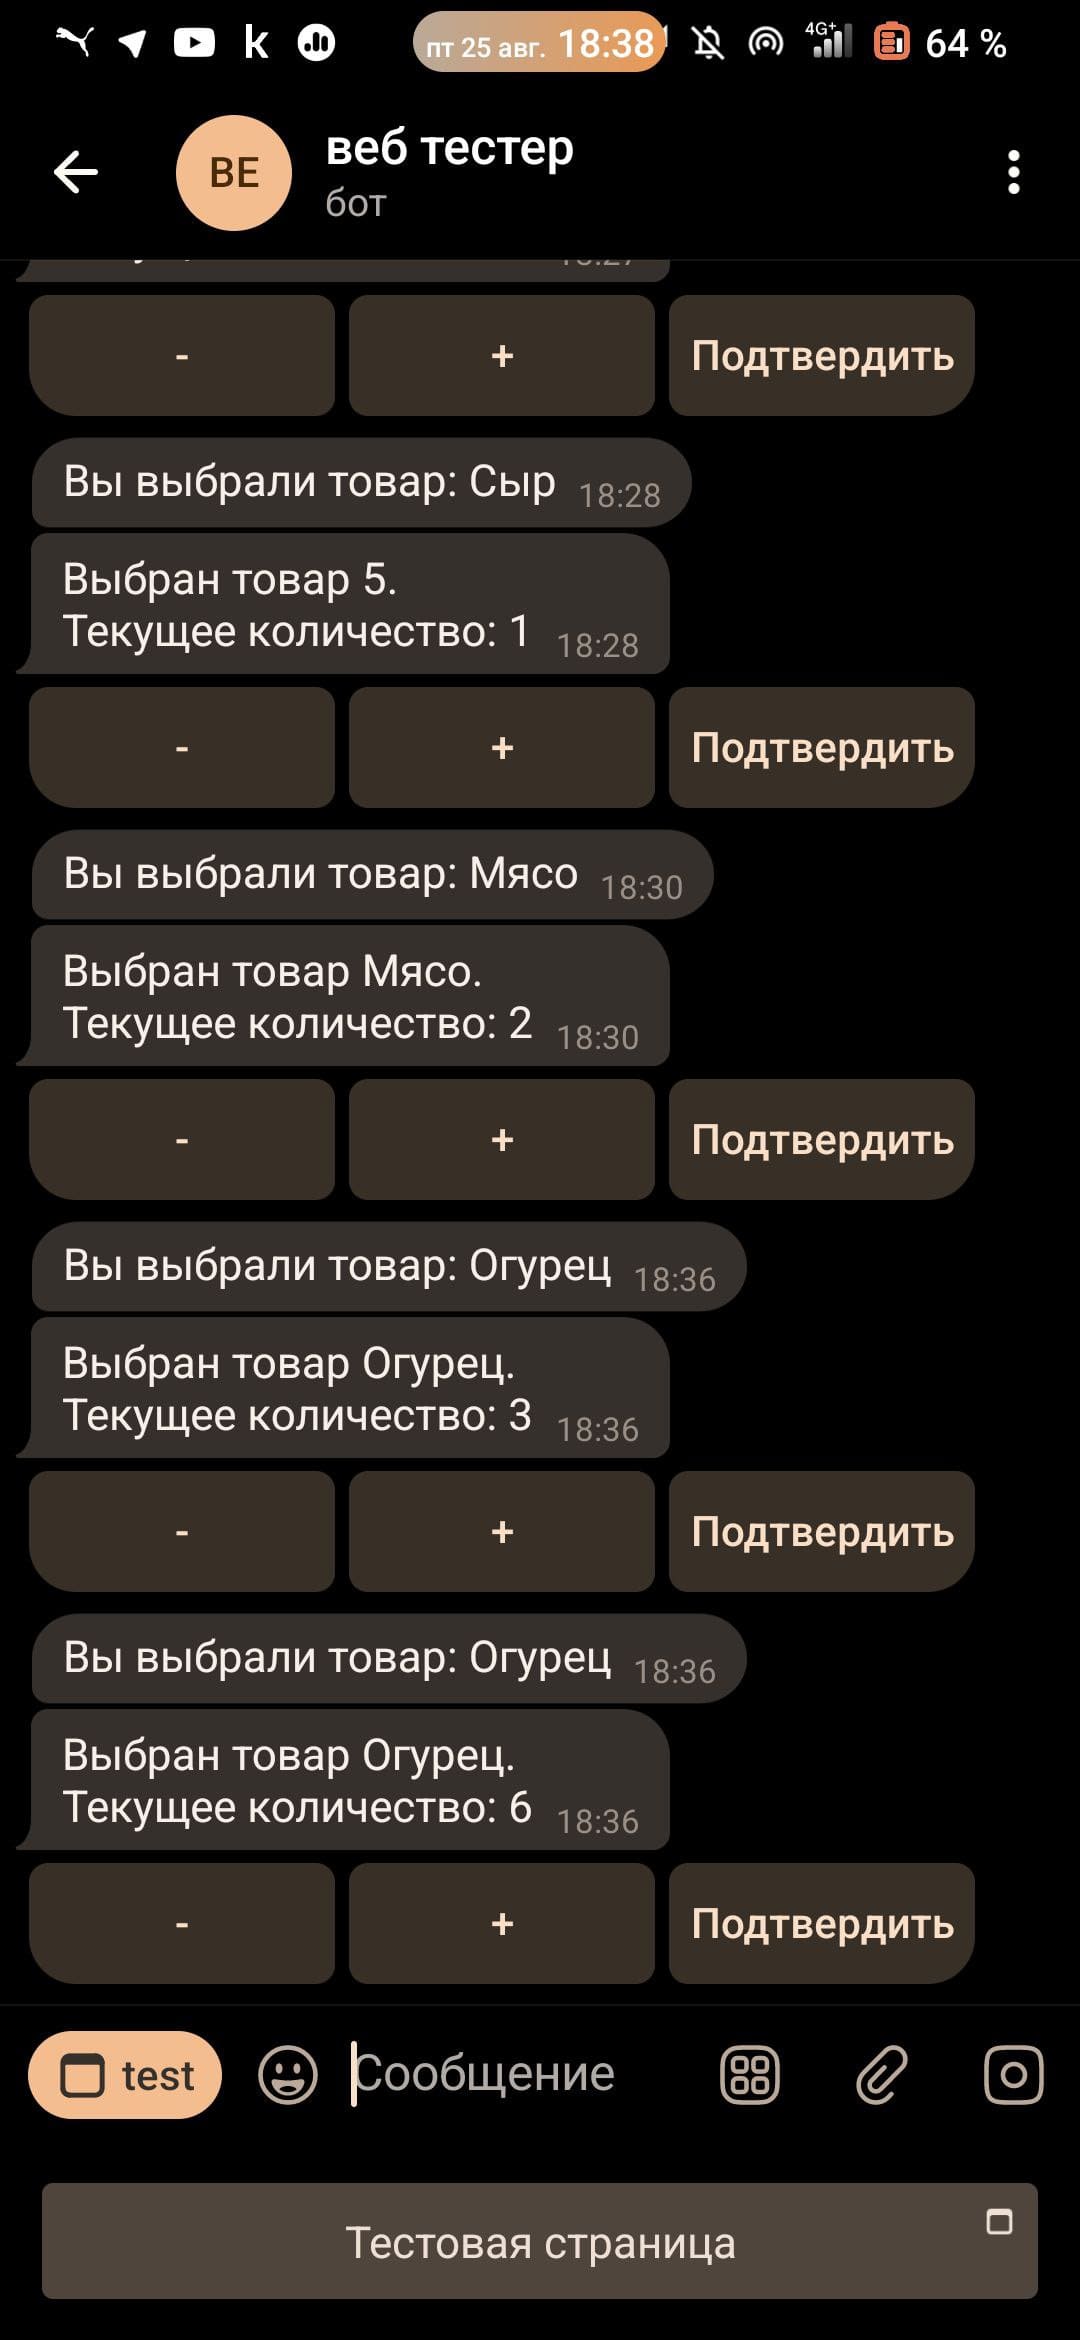 пт 25 авг. 18:38
4G+
64 %
ВЕ
веб тестер
бот
-
+
Подтвердить
Вы выбрали товар: Сыр 18:28
Выбран товар 5.
Текущее количество: 1 18:28
-
+
Подтвердить
Вы выбрали товар: Мясо 18:30
Выбран товар Мясо.
Текущее количество: 2 18:30
-
+
Подтвердить
Вы выбрали товар: Огурец 18:36
Выбран товар Огурец.
Текущее количество: 3 18:36
-
+
Подтвердить
Вы выбрали товар: Огурец 18:36
Выбран товар Огурец.
Текущее количество: 6 18:36
-
+
Подтвердить
test
Сообщение
Тестовая страница